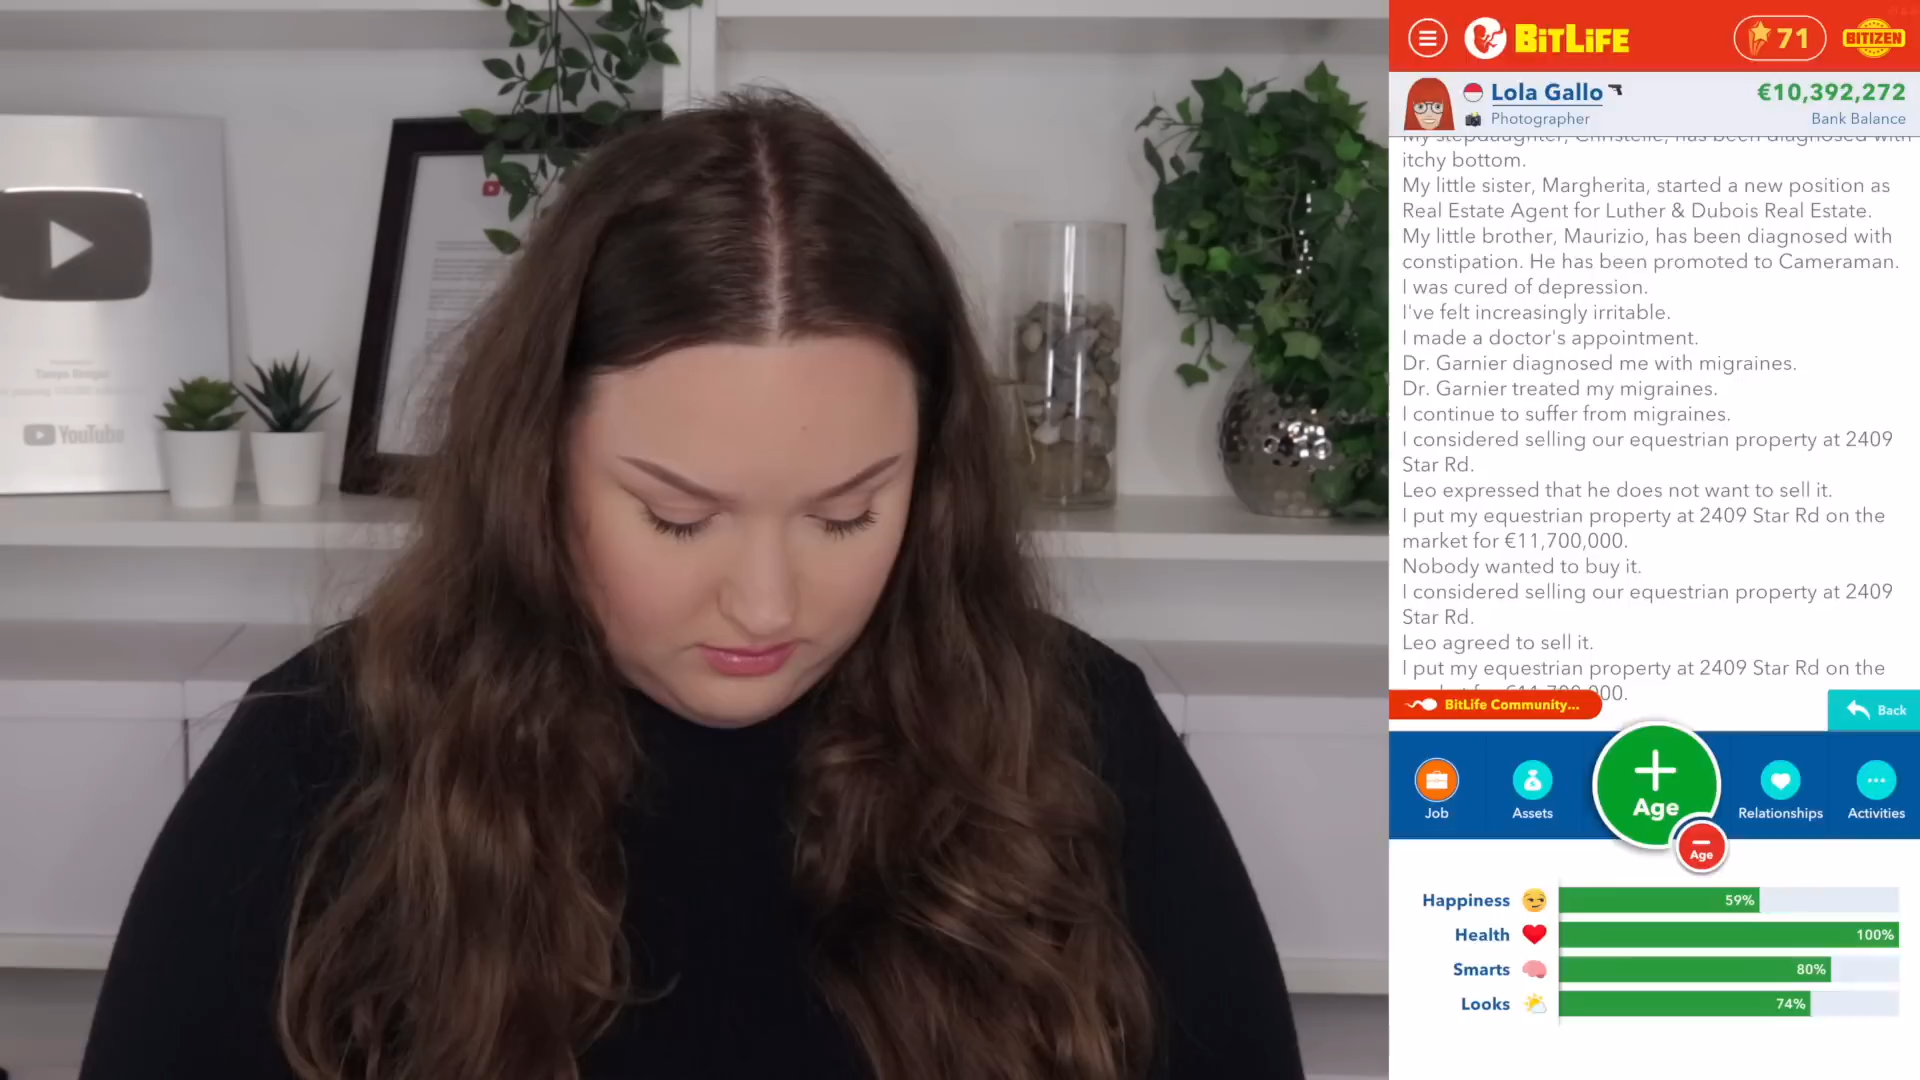 YouTube
BITLIFE
71
BITIZEN
Lola Gallo
€10,392,272
Photographer
Bank Balance
My stepdaughter, Christelle, has been diagnosed with
itchy bottom.
My little sister, Margherita, started a new position as
Real Estate Agent for Luther & Dubois Real Estate.
My little brother, Maurizio, has been diagnosed with
constipation. He has been promoted to Cameraman.
I was cured of depression.
I've felt increasingly irritable.
I made a doctor's appointment.
Dr. Garnier diagnosed me with migraines.
Dr. Garnier treated my migraines.
I continue to suffer from migraines.
I considered selling our equestrian property at 2409
Star Rd.
Leo expressed that he does not want to sell it.
I put my equestrian property at 2409 Star Rd on the
market for €11,700,000.
Nobody wanted to buy it.
I considered selling our equestrian property at 2409
Star Rd.
Leo agreed to sell it.
I put my equestrian property at 2409 Star Rd on the
BitLife Community...
Back
Job
Assets
Age
Age
Relationships
Activities
Happiness
59%
Health
100%
Smarts
80%
Looks
74%